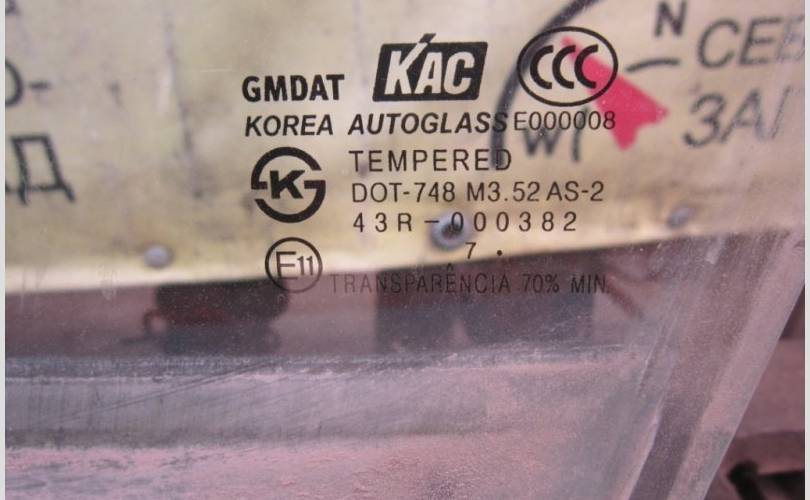 GMDAT KAC CCC
KOREA AUTOGLASS E000008
K TEMPERED
DOT-748 M3.52 AS-2
43R-000382
E11 7 .
TRANSPARÊNCIA 70% MIN.
N